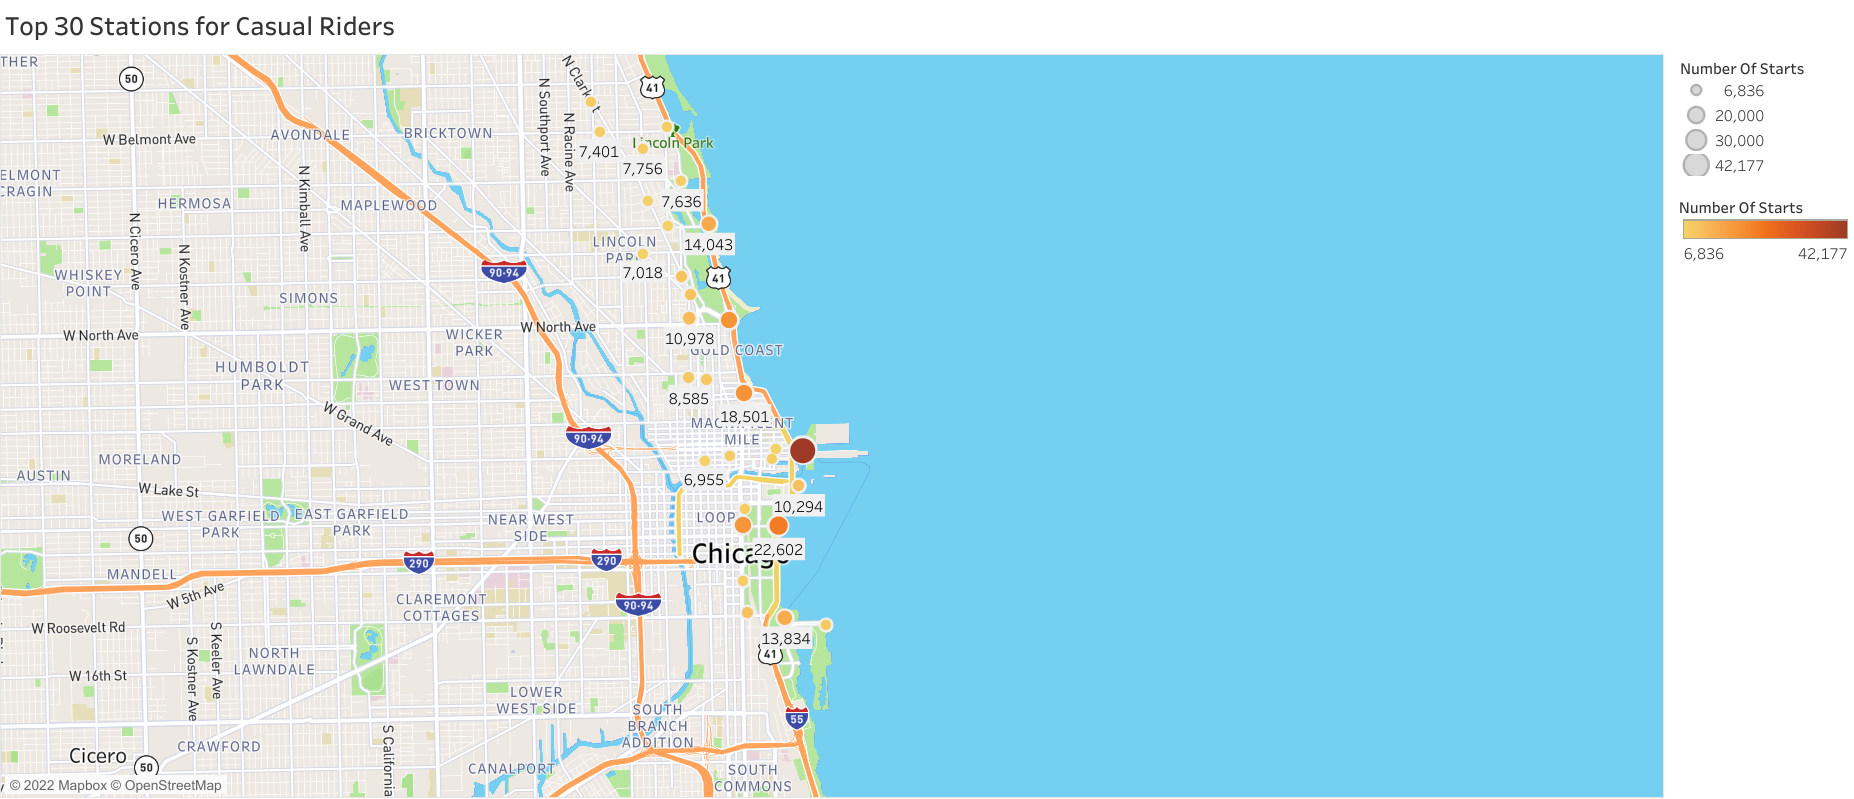 Top 30 Stations for Casual Riders
THER
50
N Clark
t
41
N Southport Ave
N Racine Ave
W Belmont Ave
AVONDALE
BRICKTOWN
Lincoln Park
7,401
7,756
ELMONT
CRAGIN
HERMOSA
N Kimball Ave
MAPLEWOOD
7,636
N Cicero Ave
N Kostner Ave
LINCOLN
PARK
14,043
7,018
90-94
41
WHISKEY
POINT
SIMONS
W North Ave
WICKER
PARK
W North Ave
10,978
GOLD COAST
HUMBOLDT
PARK
WEST TOWN
8,585
W Grand Ave
18,501
MAGNIFICENT
MILE
90-94
MORELAND
AUSTIN
W Lake St
6,955
10,294
WEST GARFIELD
PARK
EAST GARFIELD
PARK
NEAR WEST
SIDE
LOOP
50
Chicago
22,602
290
290
MANDELL
W 5th Ave
CLAREMONT
COTTAGES
90-94
W Roosevelt Rd
S Kostner Ave
S Keeler Ave
NORTH
LAWNDALE
13,834
41
W 16th St
LOWER
WEST SIDE
SOUTH
BRANCH
ADDITION
55
S California
CRAWFORD
Cicero
50
CANALPORT
SOUTH
COMMONS
© 2022 Mapbox © OpenStreetMap
Number Of Starts
6,836
20,000
30,000
42,177
Number Of Starts
6,836 42,177